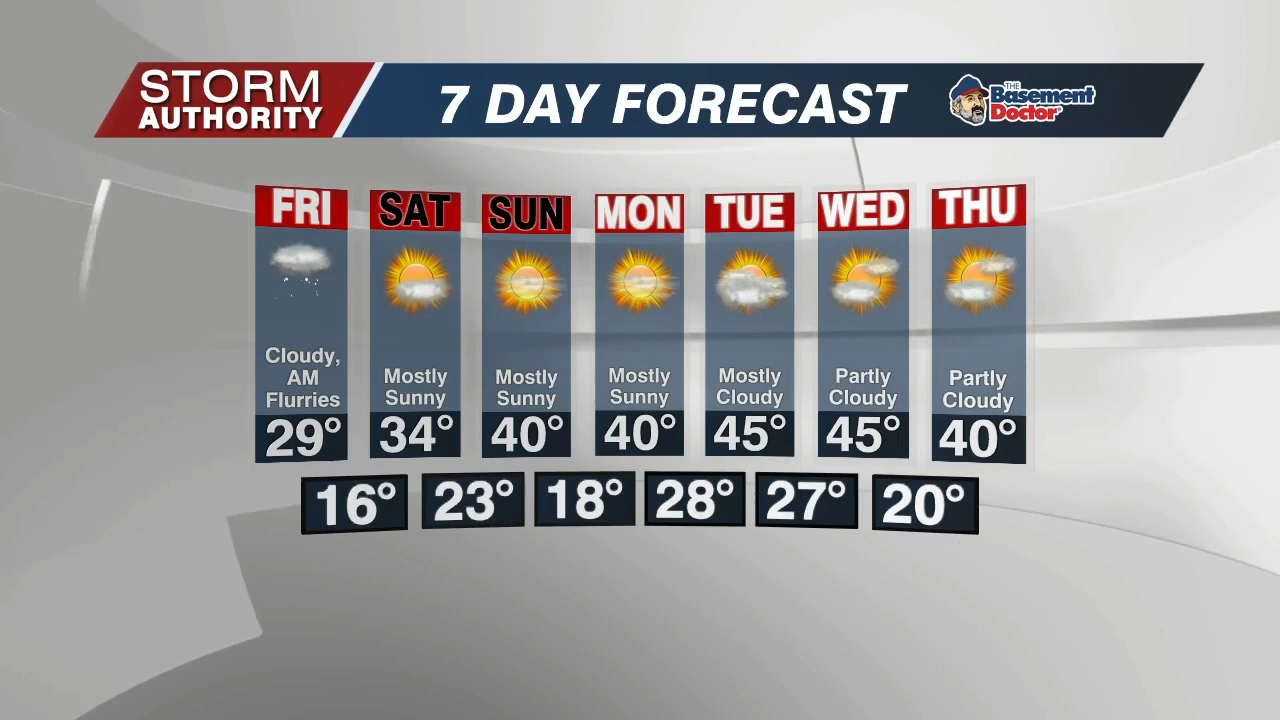 STORM
AUTHORITY
7 DAY FORECAST
THE
Basement
Doctor
FRI SAT SUN MON TUE WED THU
Cloudy,
AM
Flurries
Mostly
Sunny
Mostly
Sunny
Mostly
Sunny
Mostly
Cloudy
Partly
Cloudy
Partly
Cloudy
29° 34° 40° 40° 45° 45° 40°
16° 23° 18° 28° 27° 20°